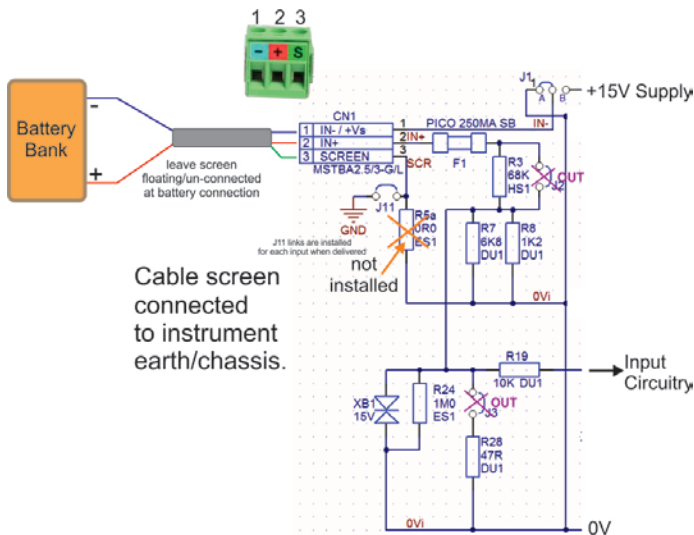 1 2 3
- + S
J1
1
A B
+15V Supply
IN-
CN1
1 IN- / +Vs 1
2 IN+ 2
3 SCREEN 3
MSTBA2.5/3-G/L
PICO 250MA SB
IN+
F1
SCR
Battery
Bank
-
+
leave screen
floating/un-connected
at battery connection
R3
68K
HS1
J2
OUT
J11
GND
J11 links are installed
for each input when delivered
R5a
0R0
ES1
not
installed
R7
6K8
DU1
R8
1K2
DU1
0Vi
Cable screen
connected
to instrument
earth/chassis.
R19
10K DU1
Input
Circuitry
XB1
15V
R24
1M0
ES1
OUT
J3
R28
47R
DU1
0Vi
0V